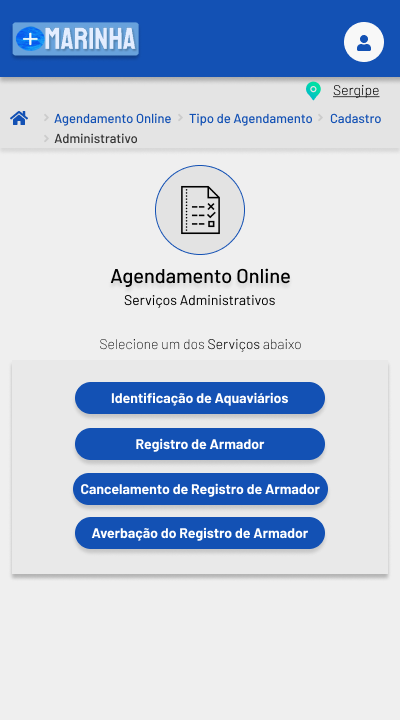 MARINHA
Sergipe
Agendamento Online Tipo de Agendamento Cadastro
Administrativo
Agendamento Online
Serviços Administrativos
Selecione um dos Serviços abaixo
Identificação de Aquaviários
Registro de Armador
Cancelamento de Registro de Armador
Averbação do Registro de Armador